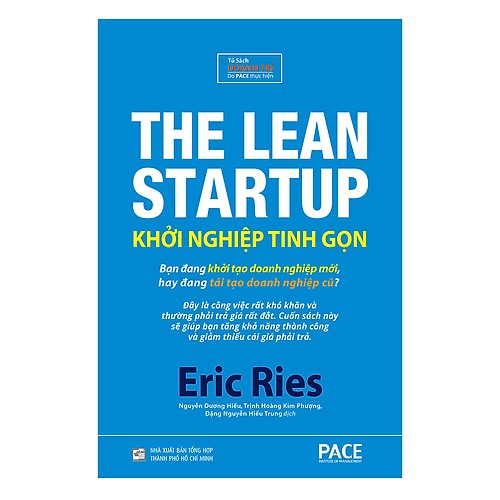 Tủ Sách
DOANH TRÍ
Do PACE thực hiện
THE LEAN
STARTUP
KHỞI NGHIỆP TINH GỌN
Bạn đang khởi tạo doanh nghiệp mới,
hay đang tái tạo doanh nghiệp cũ?
Đây là công việc rất khó khăn và
thường phải trả giá rất đắt. Cuốn sách này
sẽ giúp bạn tăng khả năng thành công
và giảm thiểu cái giá phải trả.
Eric Ries
Nguyễn Dương Hiếu, Trịnh Hoàng Kim Phượng,
Đặng Nguyễn Hiếu Trung dịch
NHÀ XUẤT BẢN TỔNG HỢP
THÀNH PHỐ HỒ CHÍ MINH
PACE
INSTITUTE OF MANAGEMENT